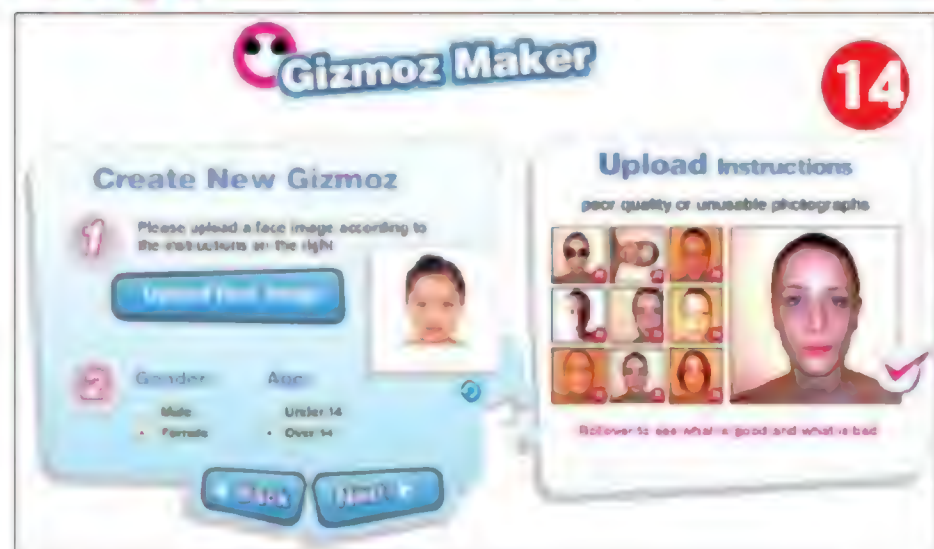 Gizmoz Maker
14
Create New Gizmoz
1 Please upload a face image according to
the instructions on the right
Upload Face Image
2 Gender Age
Male Under 14
Female Over 14
Back Next
Upload Instructions
poor quality or unusable photographs
Rollover to see what is good and what is bad